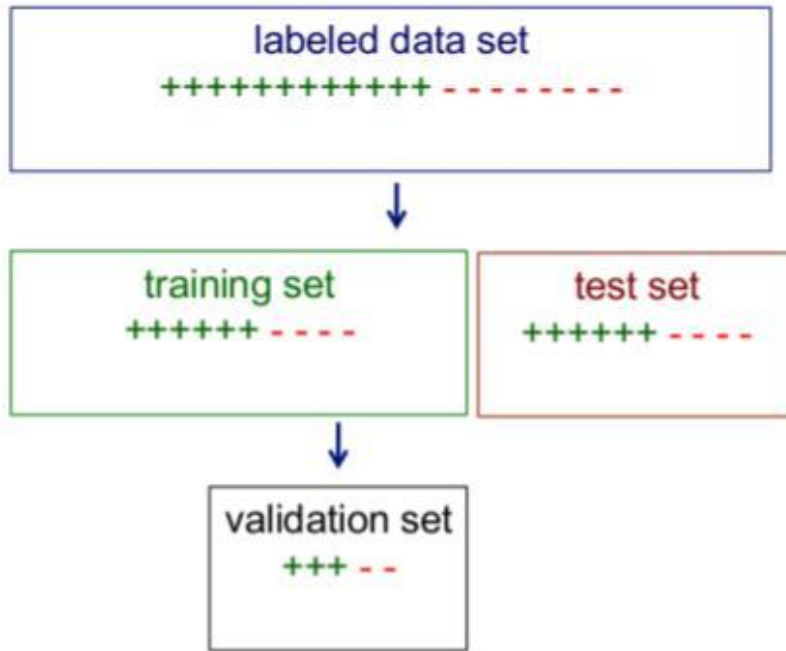 labeled data set
++++++++++++ - - - - - - - -
training set
++++++ - - - -
test set
++++++ - - - -
validation set
+++ - -